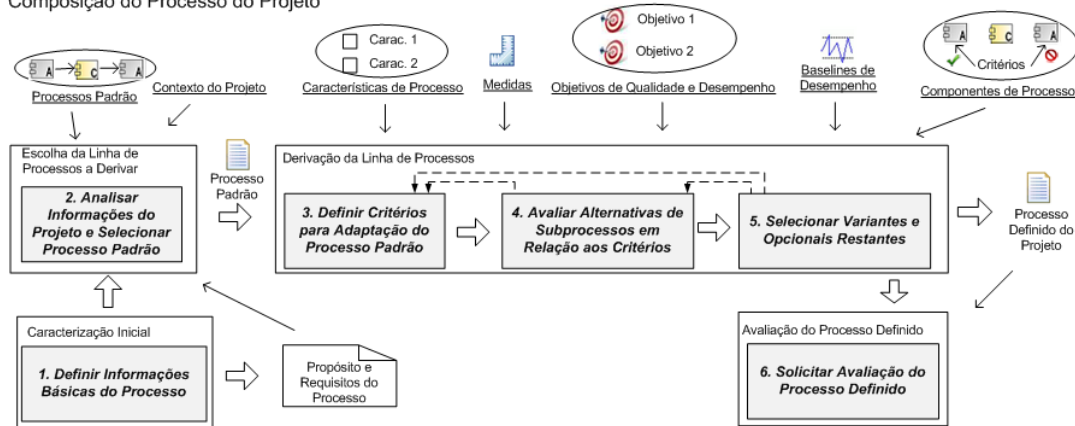 Composição do Processo do Projeto
A
C
A
Processos Padrão
Contexto do Projeto
Carac. 1
Carac. 2
Características de Processo
Medidas
Objetivo 1
Objetivo 2
Objetivos de Qualidade e Desempenho
Baselines de
Desempenho
A
C
A
Critérios
Componentes de Processo
Escolha da Linha de
Processos a Derivar
2. Analisar
Informações do
Projeto e Selecionar
Processo Padrão
Processo
Padrão
Derivação da Linha de Processos
3. Definir Critérios
para Adaptação do
Processo Padrão
4. Avaliar Alternativas de
Subprocessos em
Relação aos Critérios
5. Selecionar Variantes e
Opcionais Restantes
Processo
Definido do
Projeto
Caracterização Inicial
1. Definir Informações
Básicas do Processo
Propósito e
Requisitos do
Processo
Avaliação do Processo Definido
6. Solicitar Avaliação do
Processo Definido